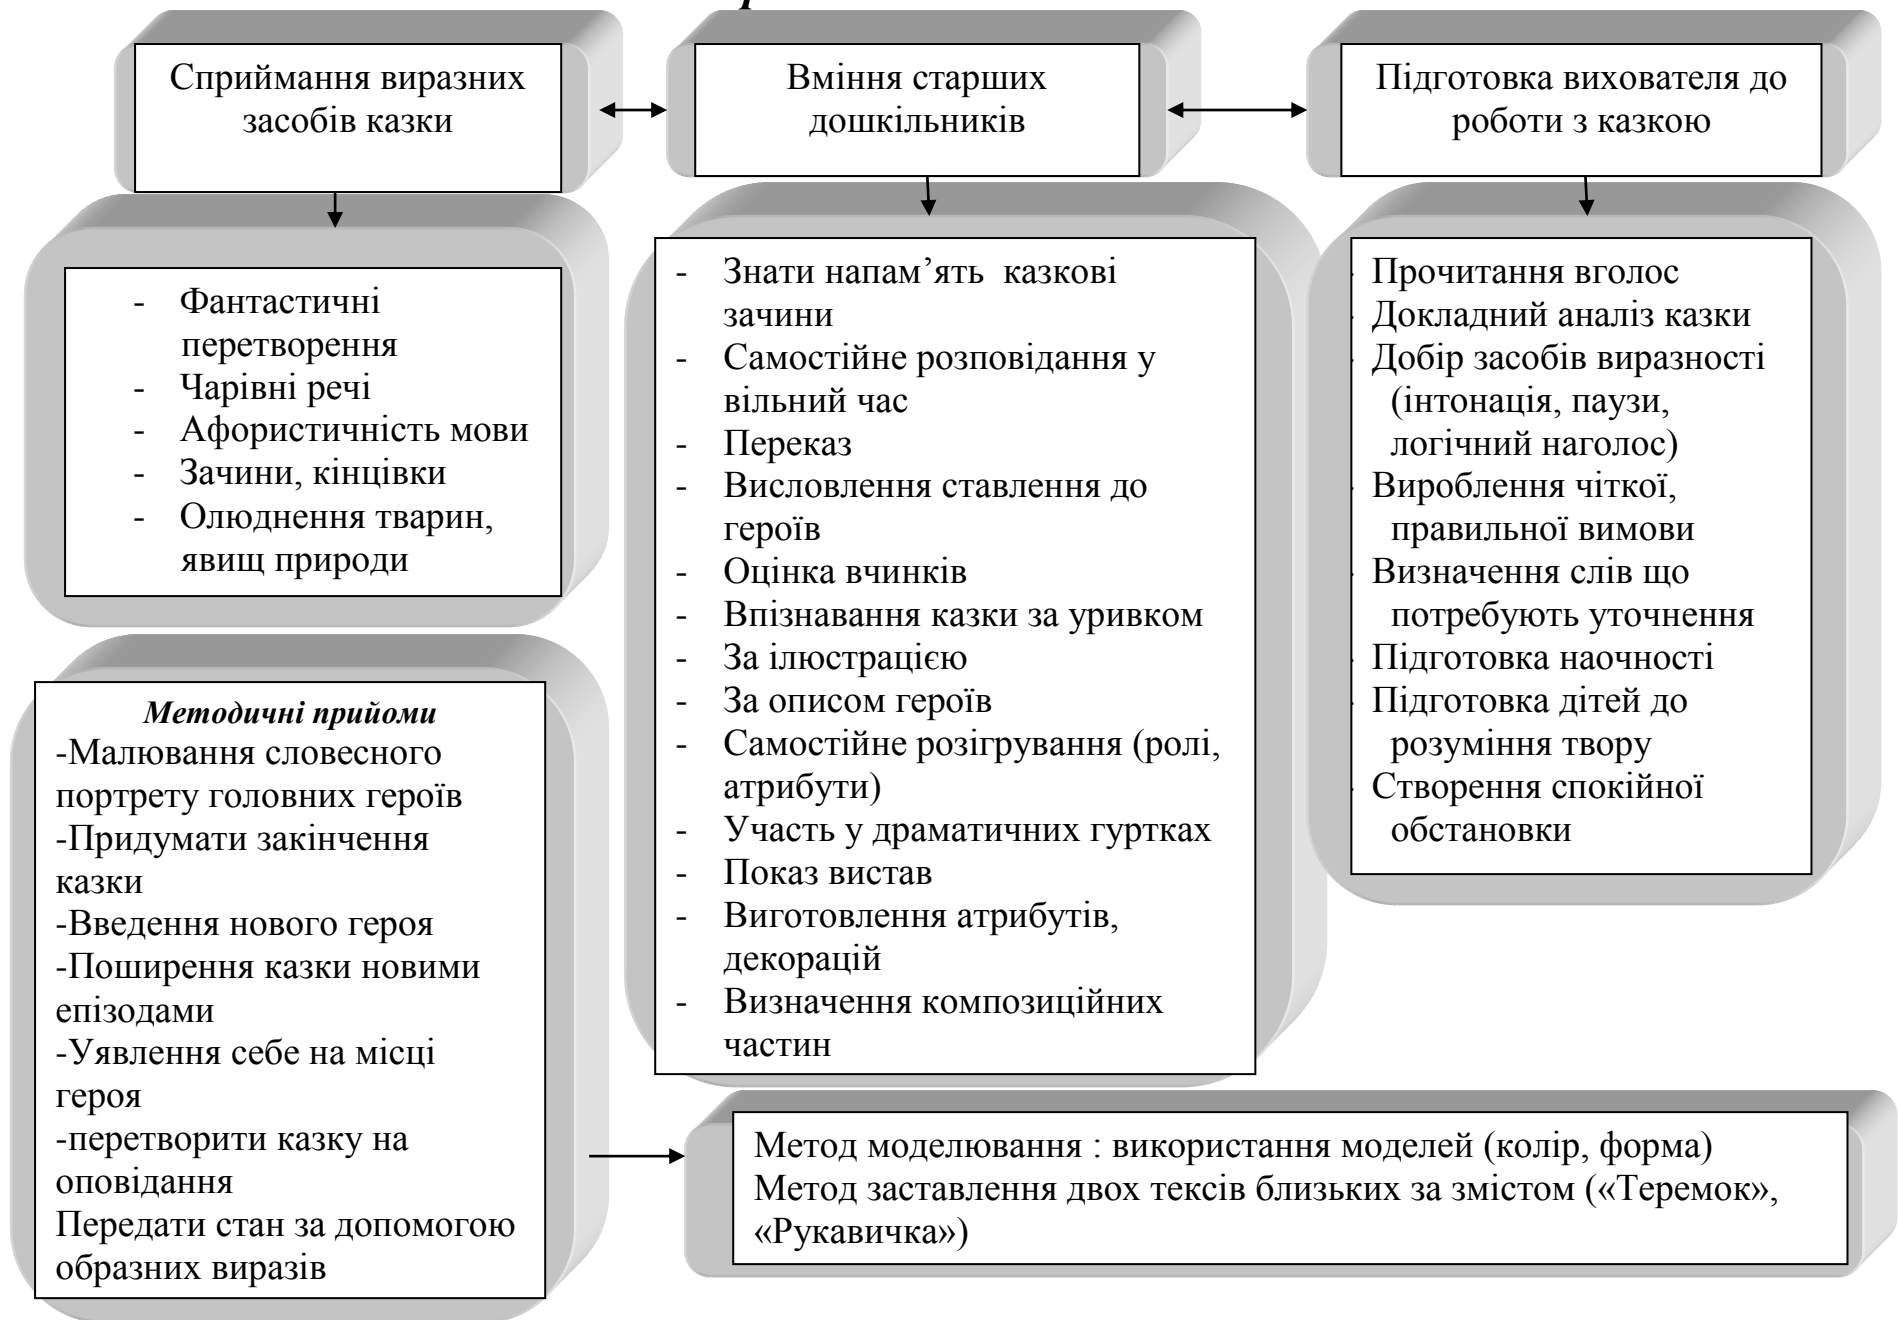 Сприймання виразних
засобів казки
Вміння старших
дошкільників
Підготовка вихователя до
роботи з казкою
- Фантастичні
перетворення
- Чарівні речі
- Афористичність мови
- Зачини, кінцівки
- Олюднення тварин,
явищ природи
- Знати напам’ять казкові
зачини
- Самостійне розповідання у
вільний час
- Переказ
- Висловлення ставлення до
героїв
- Оцінка вчинків
- Впізнавання казки за уривком
- За ілюстрацією
- За описом героїв
- Самостійне розігрування (ролі,
атрибути)
- Участь у драматичних гуртках
- Показ вистав
- Виготовлення атрибутів,
декорацій
- Визначення композиційних
частин
- Прочитання вголос
- Докладний аналіз казки
- Добір засобів виразності
(інтонація, паузи,
логічний наголос)
- Вироблення чіткої,
правильної вимови
- Визначення слів що
потребують уточнення
- Підготовка наочності
- Підготовка дітей до
розуміння твору
- Створення спокійної
обстановки
Методичні прийоми
-Малювання словесного
портрету головних героїв
-Придумати закінчення
казки
-Введення нового героя
-Поширення казки новими
епізодами
-Уявлення себе на місці
героя
-перетворити казку на
оповідання
Передати стан за допомогою
образних виразів
Метод моделювання : використання моделей (колір, форма)
Метод заставлення двох тексів близьких за змістом («Теремок»,
«Рукавичка»)